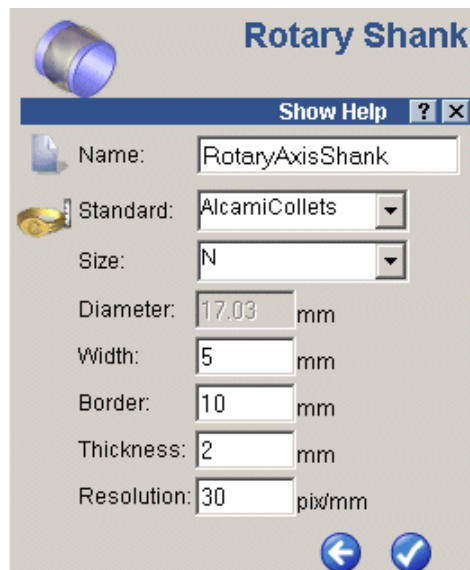 Rotary Shank
Show Help ? X
Name: RotaryAxisShank
Standard: AlcamiCollets
Size: N
Diameter: 17.03 mm
Width: 5 mm
Border: 10 mm
Thickness: 2 mm
Resolution: 30 pix/mm